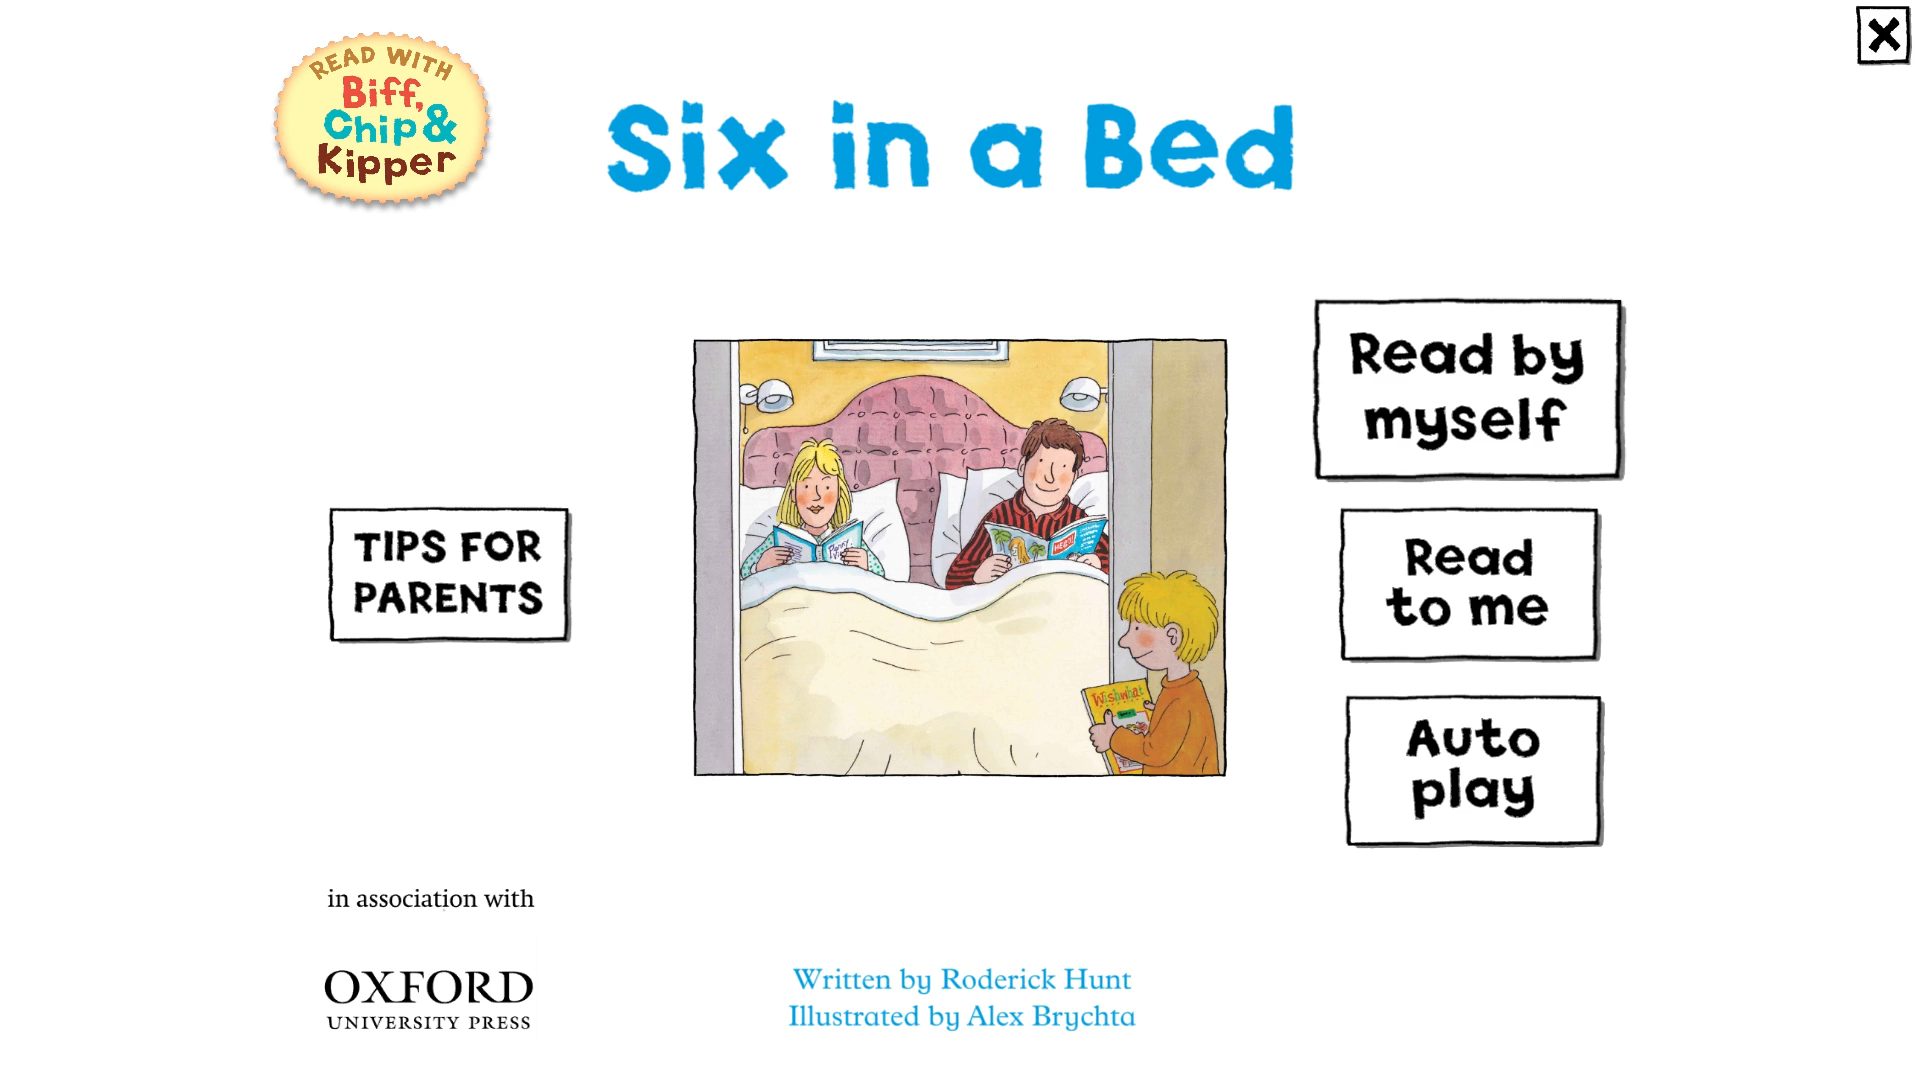 READ WITH
Biff,
Chip &
Kipper
Six in a Bed
Read by
myself
TIPS FOR
PARENTS
Read
to me
Wishwhat
Auto
play
in association with
OXFORD
UNIVERSITY PRESS
Written by Roderick Hunt
Illustrated by Alex Brychta